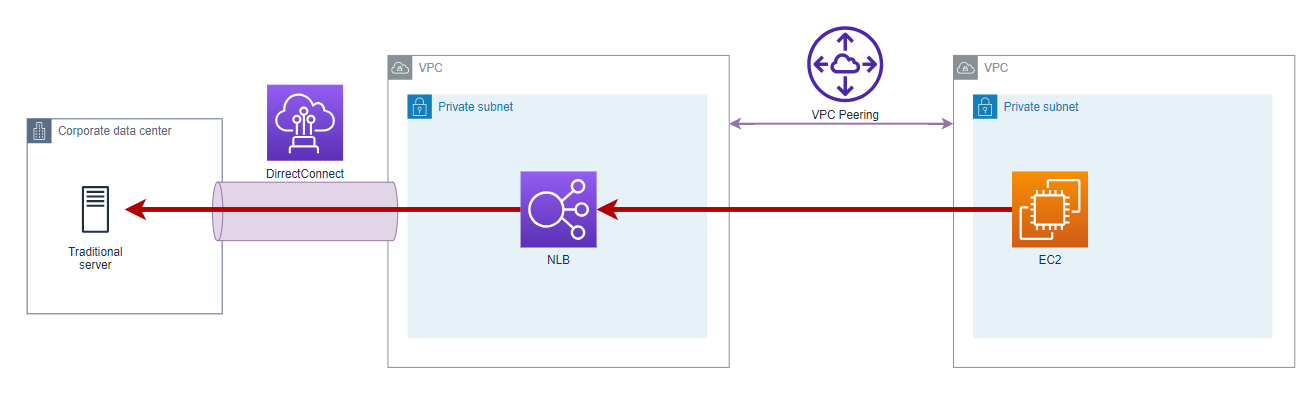 VPC
VPC
Private subnet
Private subnet
VPC Peering
Corporate data center
DirrectConnect
Traditional
server
NLB
EC2